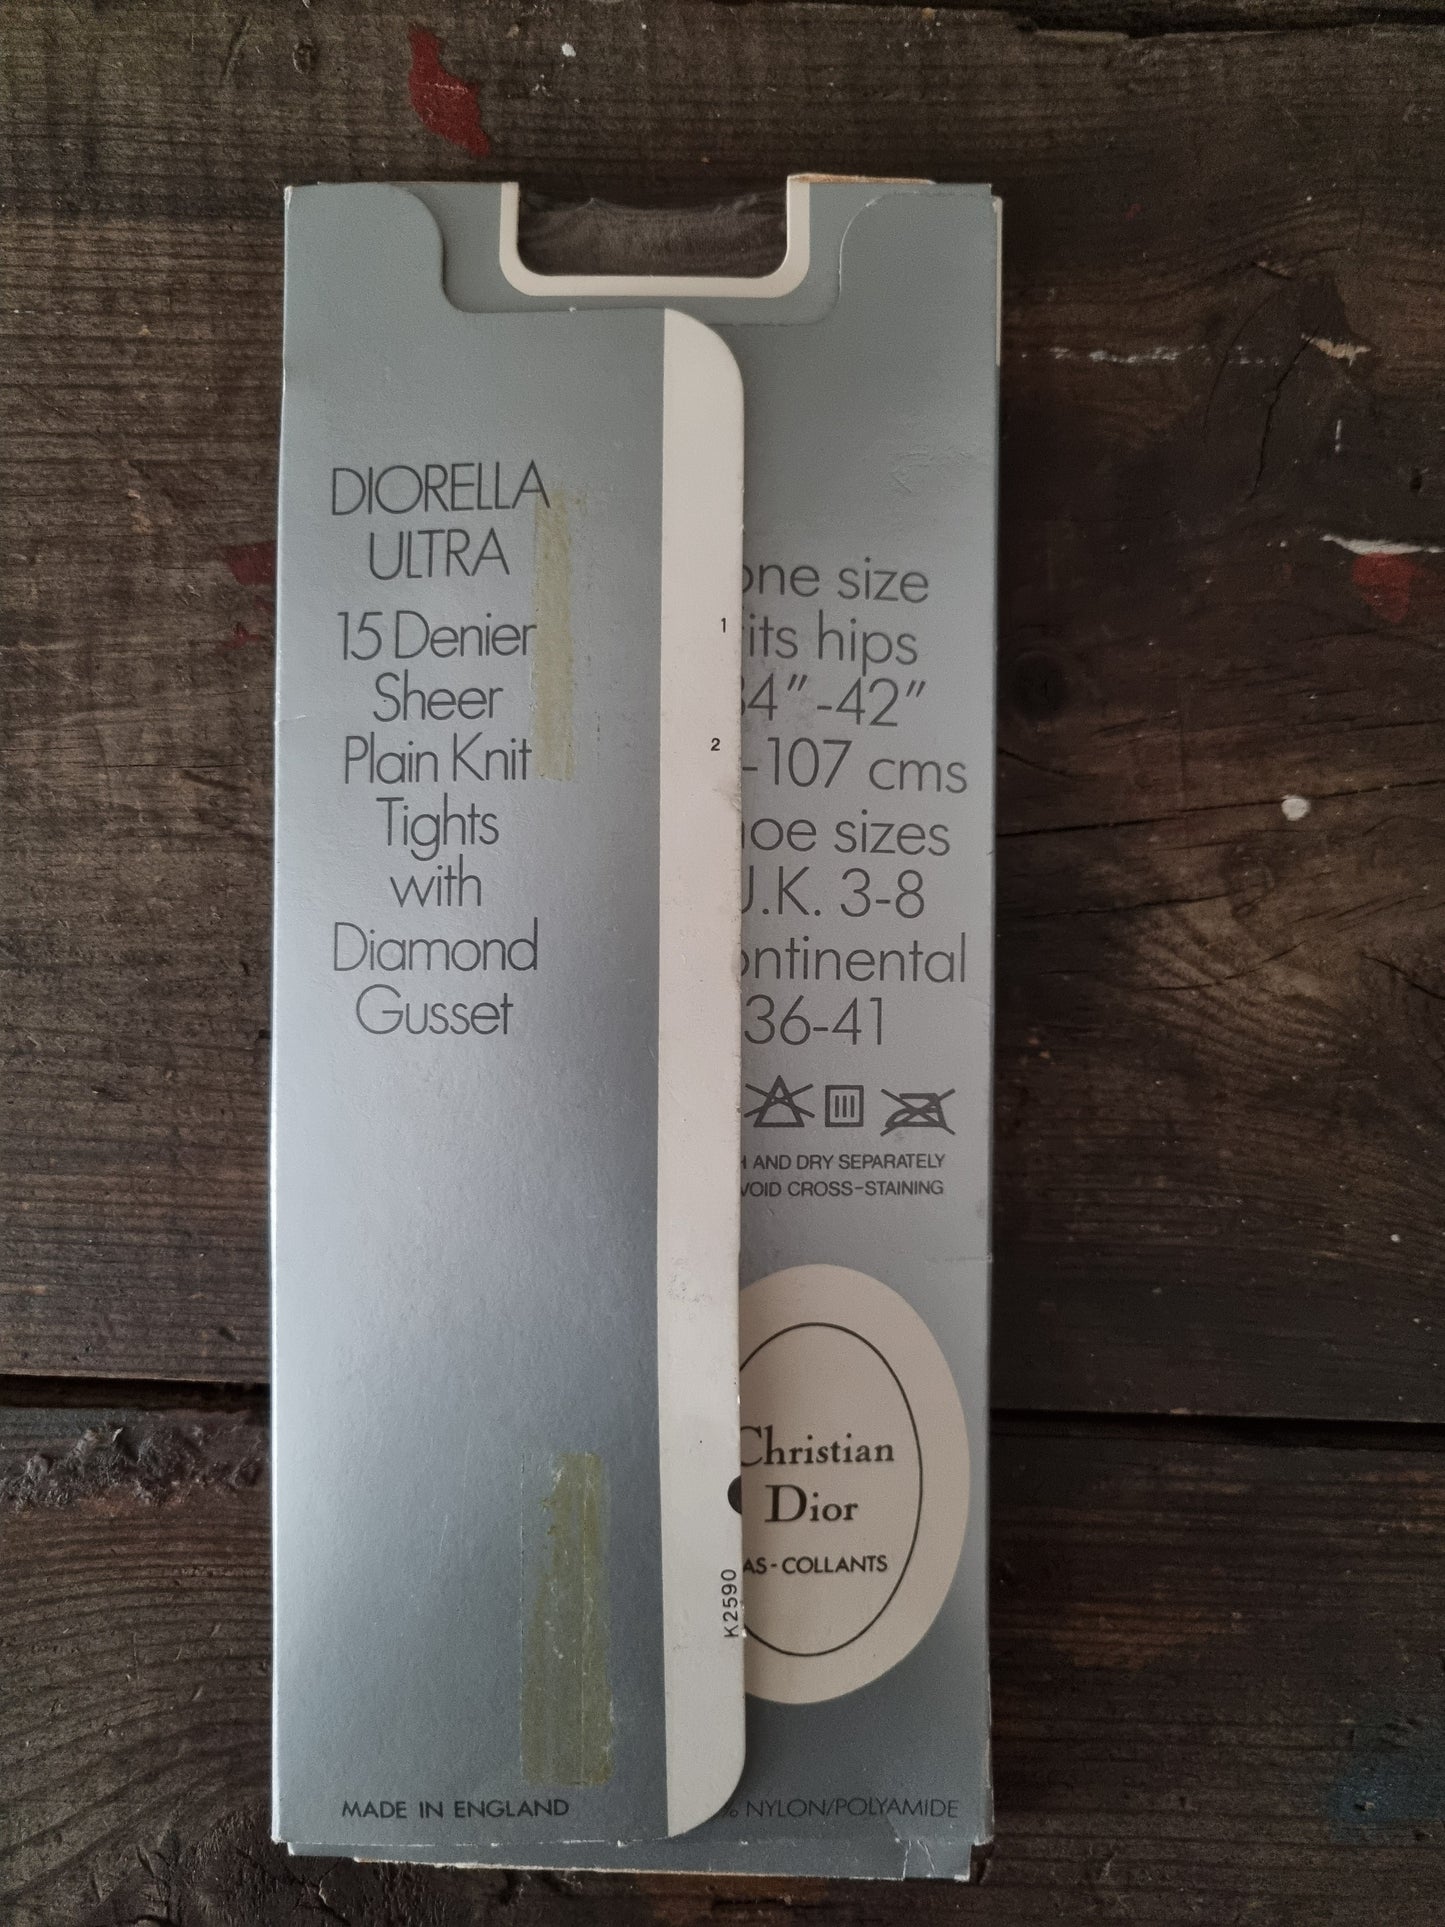 DIORELLA
ULTRA
15 Denier
Sheer
Plain Knit
Tights
with
Diamond
Gusset
MADE IN ENGLAND
1
2
K2590
one size
its hips
34"-42"
-107 cms
oe sizes
U.K. 3-8
ontinental
36-41
AND DRY SEPARATELY
VOID CROSS-STAINING
Christian
Dior
AS-COLLANTS
% NYLON/POLYAMIDE